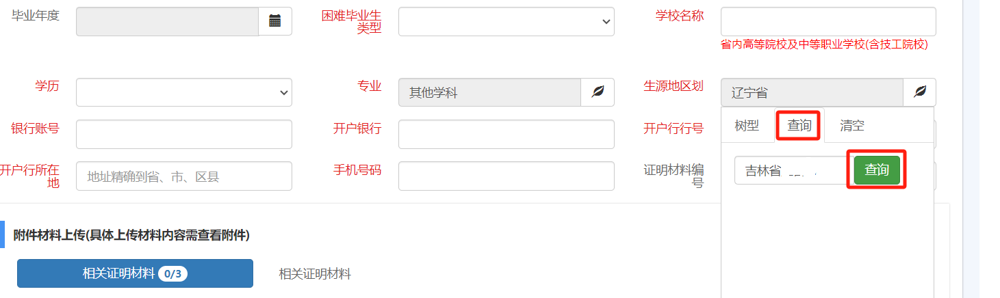 毕业年度
困难毕业生
类型
学校名称
省内高等院校及中等职业学校(含技工院校)
学历
专业
其他学科
生源地区划
辽宁省
树型
查询
清空
银行账号
开户银行
开户行行号
吉林省
查询
开户行所在
地
地址精确到省、市、区县
手机号码
证明材料编
号
附件材料上传(具体上传材料内容需查看附件)
相关证明材料 0/3
相关证明材料